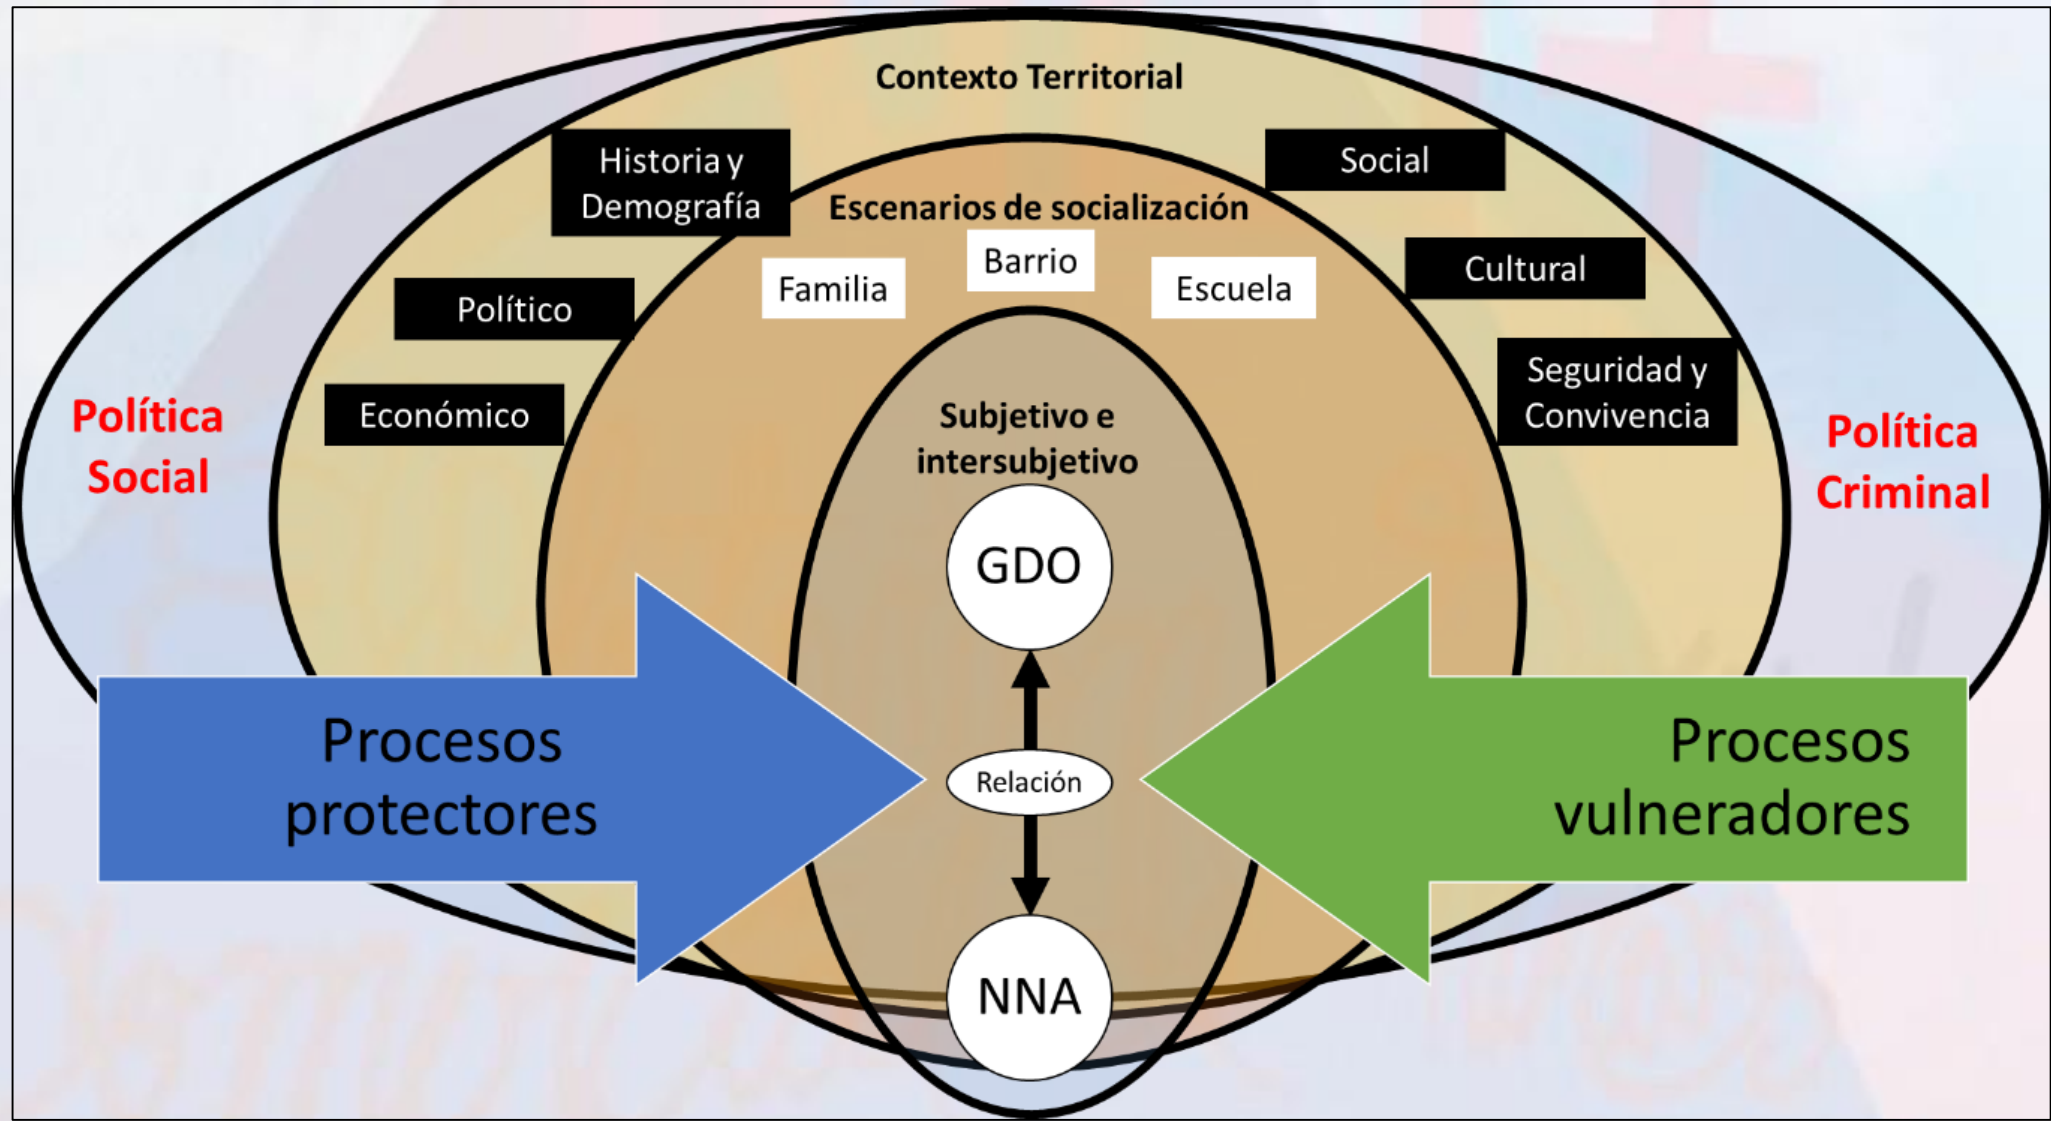 Contexto Territorial
Historia y
Demografía
Social
Escenarios de socialización
Barrio
Familia
Escuela
Cultural
Político
Económico
Seguridad y
Convivencia
Política
Social
Política
Criminal
Subjetivo e
intersubjetivo
GDO
Procesos
protectores
Relación
Procesos
vulneradores
NNA